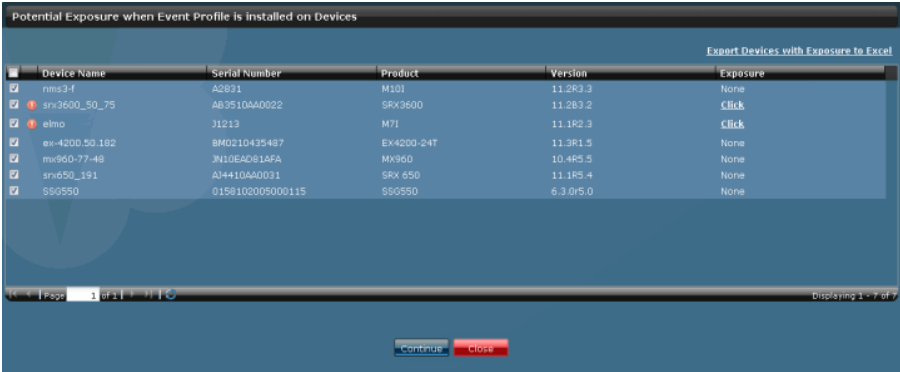 Potential Exposure when Event Profile is installed on Devices
Export Devices with Exposure to Excel
Device Name Serial Number Product Version Exposure
nms3-f A2831 M10I 11.2R3.3 None
srx3600_50_75 AB3510AA0022 SRX3600 11.2B3.2 Click
elmo J1213 M7I 11.1R2.3 Click
ex-4200.50.182 BM0210435487 EX4200-24T 11.3R1.5 None
mx960-77-48 JN10EAD81AFA MX960 10.4R5.5 None
srx650_191 AJ4410AA0031 SRX 650 11.1R5.4 None
SSG550 0158102005000115 SSG550 6.3.0r5.0 None
Page 1 of 1 Displaying 1 - 7 of 7
Continue Close